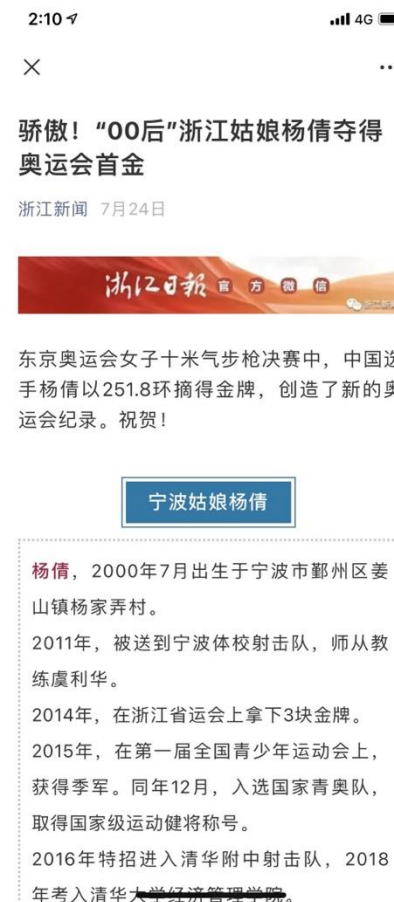 2:10
4G
骄傲！“00后”浙江姑娘杨倩夺得
奥运会首金
浙江新闻 7月24日
浙江日报 官方微信
东京奥运会女子十米气步枪决赛中，中国选
手杨倩以251.8环摘得金牌，创造了新的奥
运会纪录。祝贺！
宁波姑娘杨倩
杨倩，2000年7月出生于宁波市鄞州区姜
山镇杨家弄村。
2011年，被送到宁波体校射击队，师从教
练虞利华。
2014年，在浙江省运会上拿下3块金牌。
2015年，在第一届全国青少年运动会上，
获得季军。同年12月，入选国家青奥队，
取得国家级运动健将称号。
2016年特招进入清华附中射击队，2018
年考入清华大学经济管理学院。